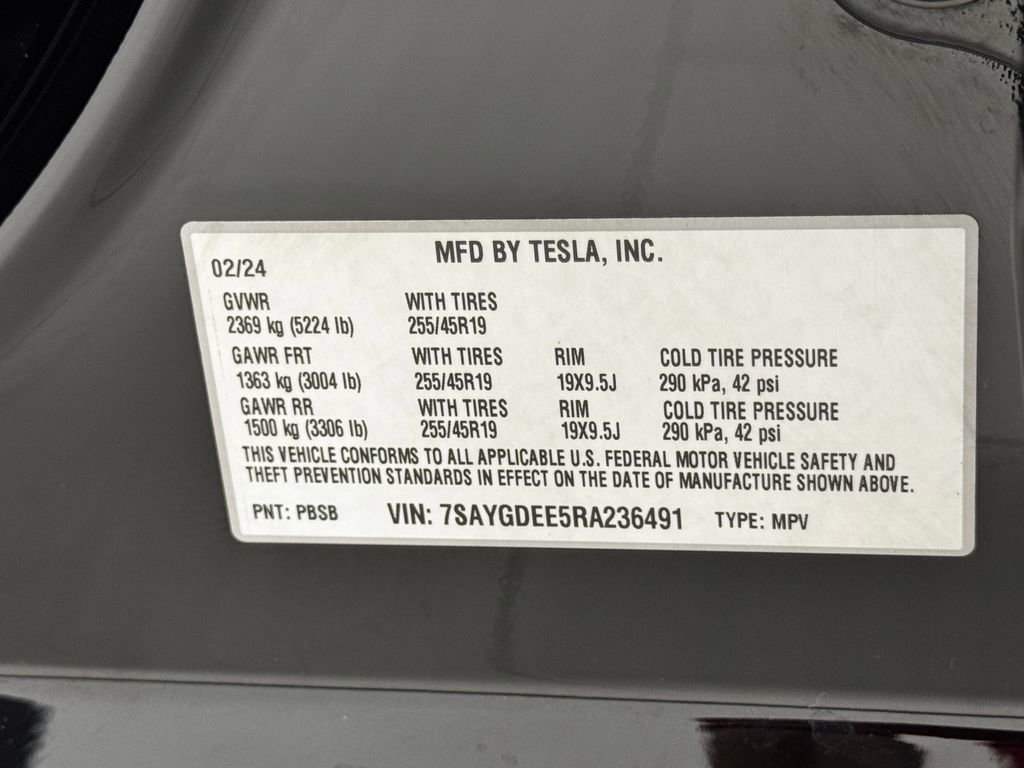 MFD BY TESLA, INC.
02/24
GVWR WITH TIRES
2369 kg (5224 lb) 255/45R19
GAWR FRT WITH TIRES RIM COLD TIRE PRESSURE
1363 kg (3004 lb) 255/45R19 19X9.5J 290 kPa, 42 psi
GAWR RR WITH TIRES RIM COLD TIRE PRESSURE
1500 kg (3306 lb) 255/45R19 19X9.5J 290 kPa, 42 psi
THIS VEHICLE CONFORMS TO ALL APPLICABLE U.S. FEDERAL MOTOR VEHICLE SAFETY AND
THEFT PREVENTION STANDARDS IN EFFECT ON THE DATE OF MANUFACTURE SHOWN ABOVE.
PNT: PBSB VIN: 7SAYGDEE5RA236491 TYPE: MPV